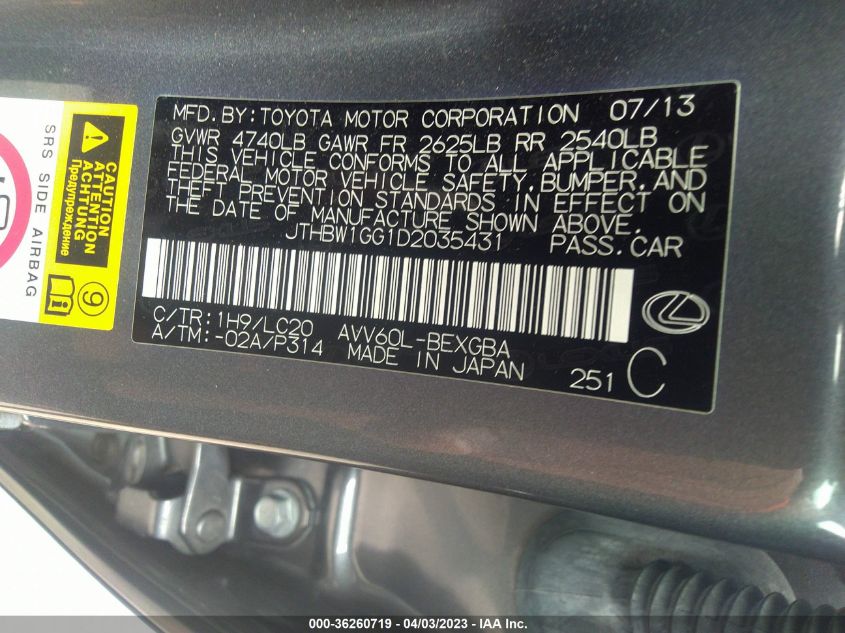 MFD. BY: TOYOTA MOTOR CORPORATION 07/13
GVWR 4740LB GAWR FR 2625LB RR 2540LB
THIS VEHICLE CONFORMS TO ALL APPLICABLE
FEDERAL MOTOR VEHICLE SAFETY, BUMPER, AND
THEFT PREVENTION STANDARDS IN EFFECT ON
THE DATE OF MANUFACTURE SHOWN ABOVE.
JTHBW1GG1D2035431 PASS. CAR
C/TR: 1H9/LC20 AVV60L-BEXGBA
A/TM: -02A/P314 MADE IN JAPAN
251 C
CAUTION
ATTENTION
ACHTUNG
Предупреждение
9
SRS SIDE AIRBAG
000-36260719 - 04/03/2023 - IAA Inc.